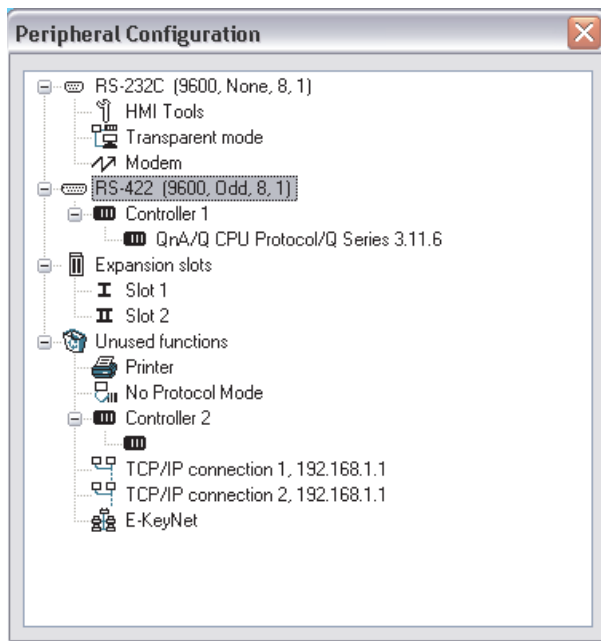 Peripheral Configuration
RS-232C (9600, None, 8, 1)
HMI Tools
Transparent mode
Modem
RS-422 (9600, Odd, 8, 1)
Controller 1
QnA/Q CPU Protocol/Q Series 3.11.6
Expansion slots
Slot 1
Slot 2
Unused functions
Printer
No Protocol Mode
Controller 2
TCP/IP connection 1, 192.168.1.1
TCP/IP connection 2, 192.168.1.1
E-KeyNet